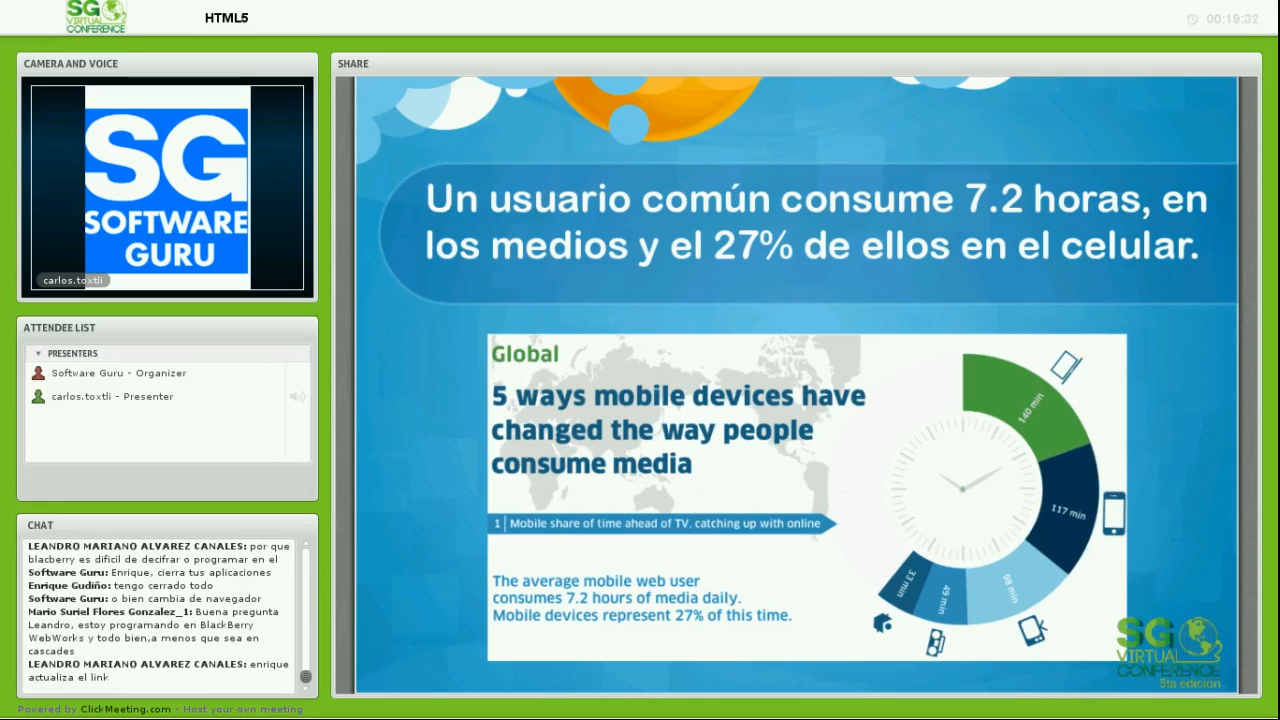 SG
VIRTUAL
CONFERENCE
HTML5
00:19:32
CAMERA AND VOICE
SG
SOFTWARE
GURU
carlos.toxtli
ATTENDEE LIST
PRESENTERS
Software Guru - Organizer
carlos.toxtli - Presenter
CHAT
LEANDRO MARIANO ALVAREZ CANALES: por que
blacberry es dificil de decifrar o programar en el
Software Guru: Enrique, cierra tus aplicaciones
Enrique Gudiño: tengo cerrado todo
Software Guru: o bien cambia de navegador
Mario Suriel Flores Gonzalez_1: Buena pregunta
Leandro, estoy programando en BlackBerry
WebWorks y todo bien,a menos que sea en
cascades
LEANDRO MARIANO ALVAREZ CANALES: enrique
actualiza el link
Powered by ClickMeeting.com - Host your own meeting
SHARE
Un usuario común consume 7.2 horas, en
los medios y el 27% de ellos en el celular.
Global
5 ways mobile devices have
changed the way people
consume media
1 | Mobile share of time ahead of TV, catching up with online
The average mobile web user
consumes 7.2 hours of media daily.
Mobile devices represent 27% of this time.
140 min
117 min
98 min
49 min
33 min
SG
VIRTUAL
CONFERENCE
5ta edición